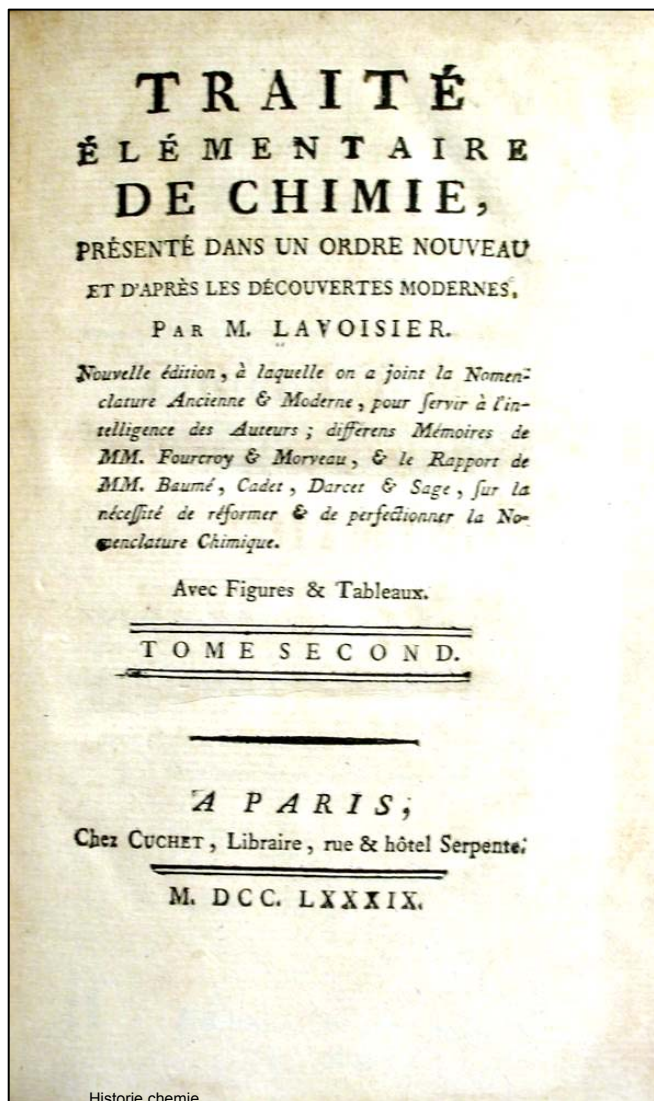 TRAITÉ
ÉLÉMENTAIRE
DE CHIMIE,
PRÉSENTÉ DANS UN ORDRE NOUVEAU
ET D'APRÈS LES DÉCOUVERTES MODERNES,
PAR M. LAVOISIER.
Nouvelle édition, à laquelle on a joint la Nomen-
clature Ancienne & Moderne, pour ſervir à l'in-
telligence des Auteurs ; différens Mémoires de
MM. Fourcroy & Morveau, & le Rapport de
MM. Baumé, Cadet, Darcet & Sage, ſur la
néceſſité de réformer & de perfectionner la No-
menclature Chimique.
Avec Figures & Tableaux.
TOME SECOND.
A PARIS,
Chez CUCHET, Libraire, rue & hôtel Serpente.
M. DCC. LXXXIX.
Historie chemie